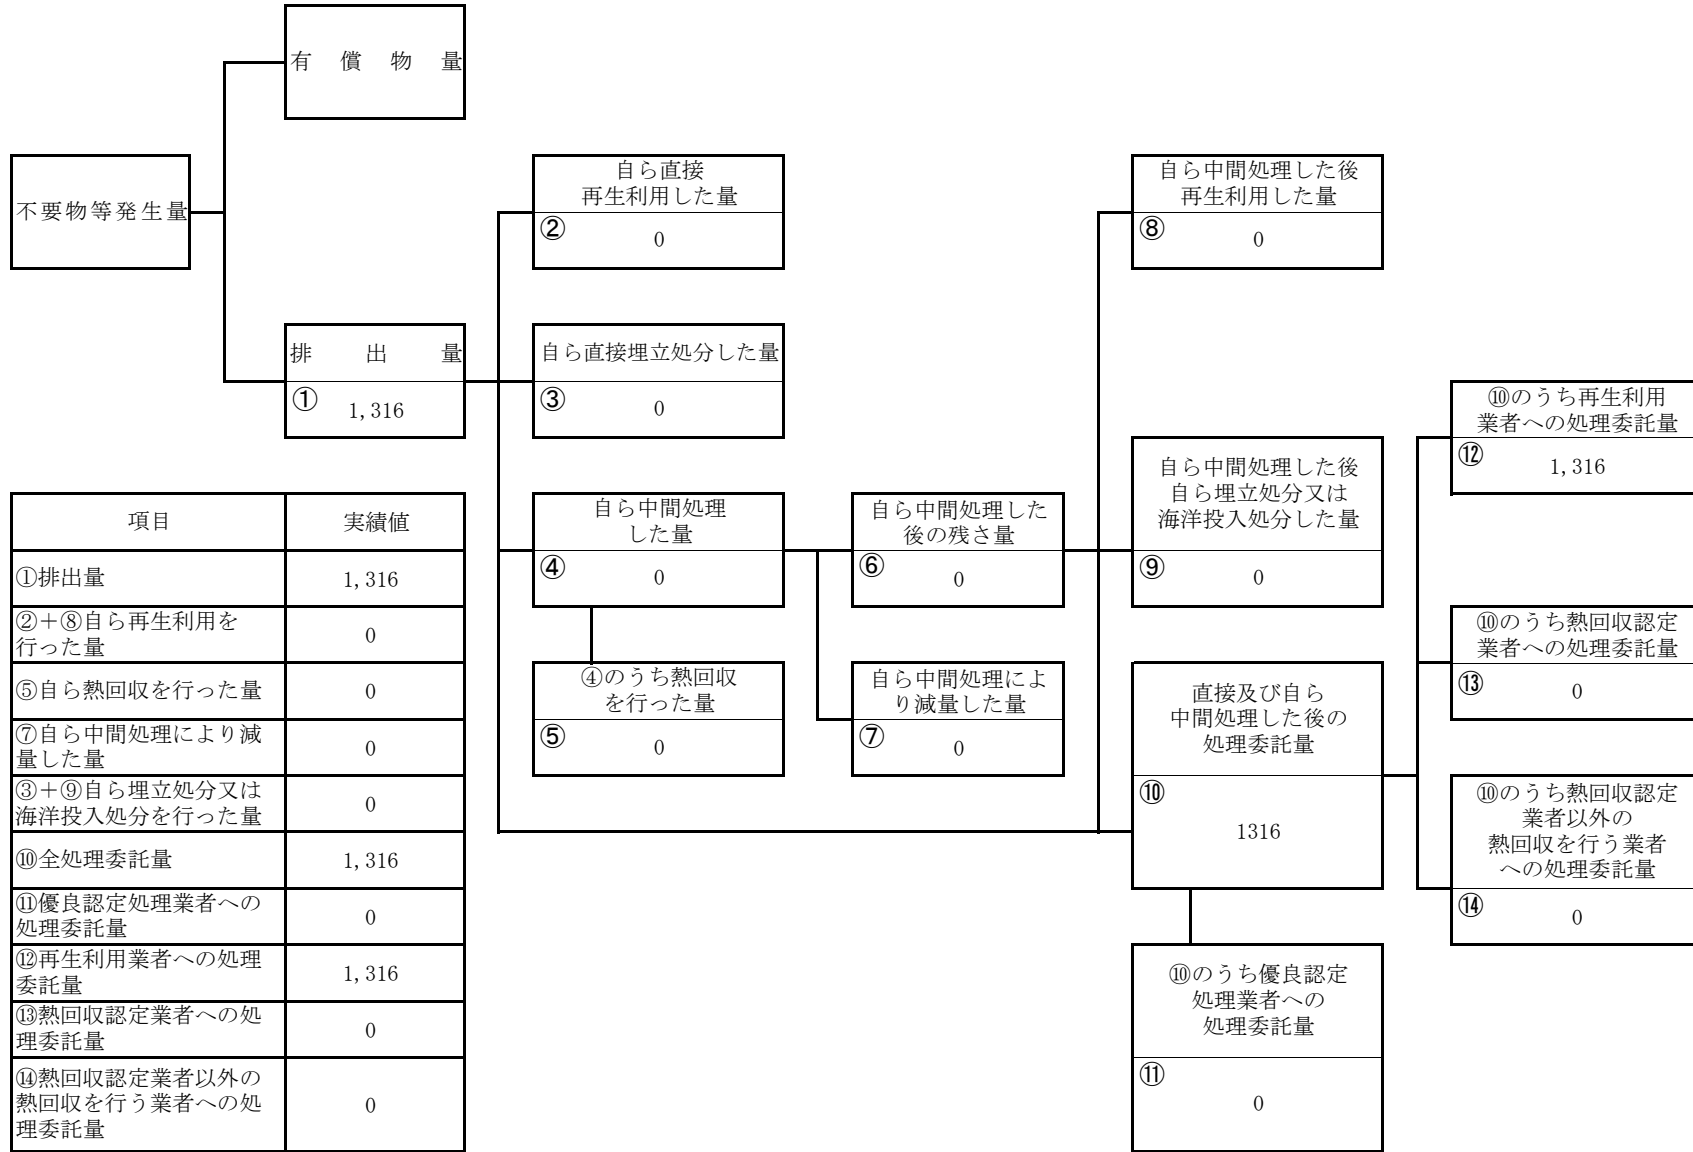 有償物量
不要物等発生量
自ら直接
再生利用した量
② 0
自ら中間処理した後
再生利用した量
⑧ 0
排出量
① 1,316
自ら直接埋立処分した量
③ 0
⑩のうち再生利用
業者への処理委託量
⑫ 1,316
自ら中間処理
した量
④ 0
自ら中間処理した
後の残さ量
⑥ 0
自ら中間処理した後
自ら埋立処分又は
海洋投入処分した量
⑨ 0
⑩のうち熱回収認定
業者への処理委託量
⑬ 0
④のうち熱回収
を行った量
⑤ 0
自ら中間処理によ
り減量した量
⑦ 0
直接及び自ら
中間処理した後の
処理委託量
⑩
1316
⑩のうち熱回収認定
業者以外の
熱回収を行う業者
への処理委託量
⑭ 0
⑩のうち優良認定
処理業者への
処理委託量
⑪
0
項目 実績値
①排出量 1,316
②+⑧自ら再生利用を
行った量 0
⑤自ら熱回収を行った量 0
⑦自ら中間処理により減
量した量 0
③+⑨自ら埋立処分又は
海洋投入処分を行った量 0
⑩全処理委託量 1,316
⑪優良認定処理業者への
処理委託量 0
⑫再生利用業者への処理
委託量 1,316
⑬熱回収認定業者への処
理委託量 0
⑭熱回収認定業者以外の
熱回収を行う業者への処
理委託量 0